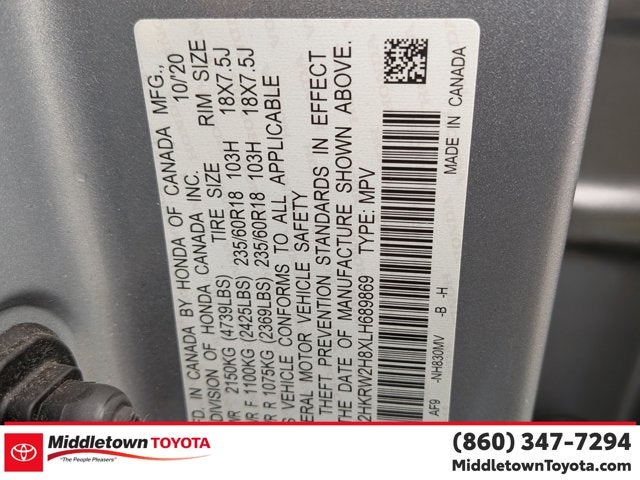 MFD. IN CANADA BY HONDA OF CANADA MFG.,
DIVISION OF HONDA CANADA INC. 10/'20
TIRE SIZE RIM SIZE
2150KG (4739LBS) 235/60R18 103H 18X7.5J
F 1100KG (2425LBS) 235/60R18 103H 18X7.5J
R 1075KG (2369LBS)
VEHICLE CONFORMS TO ALL APPLICABLE
MOTOR VEHICLE SAFETY
THEFT PREVENTION STANDARDS IN EFFECT
THE DATE OF MANUFACTURE SHOWN ABOVE.
2HKRW2H8XLH689869 TYPE: MPV
AF9 -NH830MV -B -H
MADE IN CANADA
Middletown TOYOTA
"The People Pleasers"
(860) 347-7294
MiddletownToyota.com